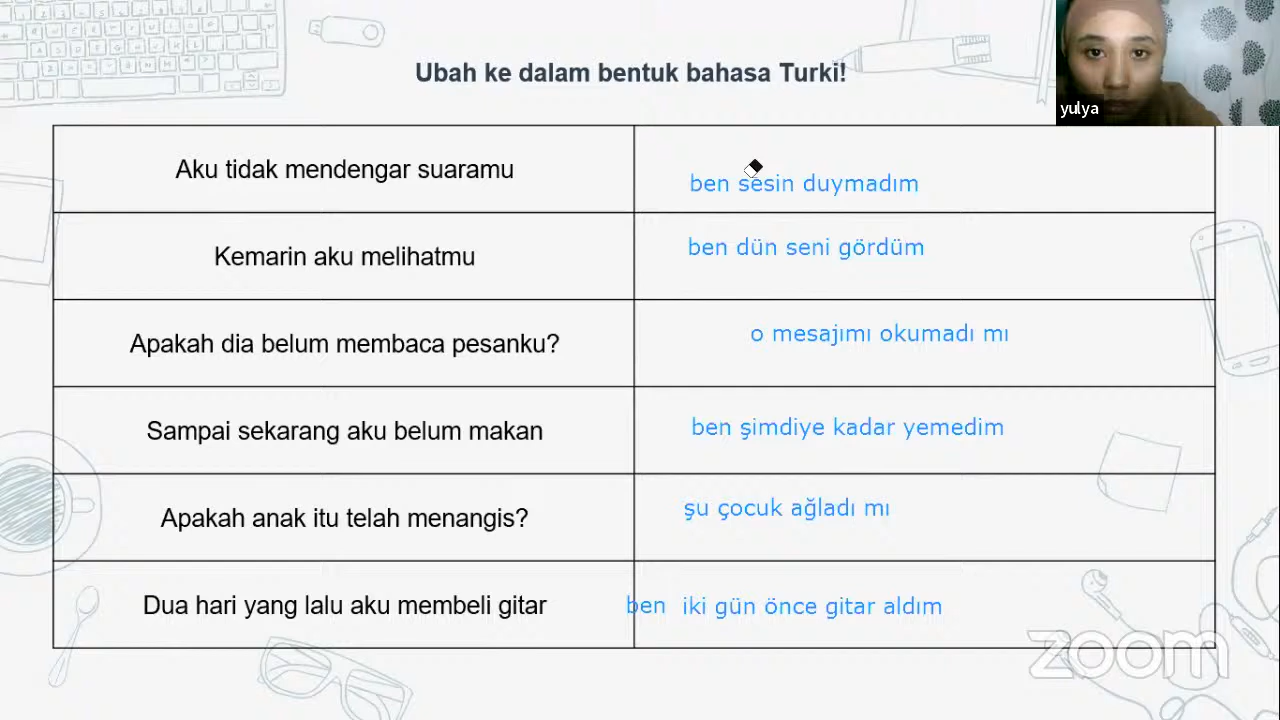 Ubah ke dalam bentuk bahasa Turki!
yulya
Aku tidak mendengar suaramu
ben sesin duymadım
Kemarin aku melihatmu
ben dün seni gördüm
Apakah dia belum membaca pesanku?
o mesajımı okumadı mı
Sampai sekarang aku belum makan
ben şimdiye kadar yemedim
Apakah anak itu telah menangis?
şu çocuk ağladı mı
Dua hari yang lalu aku membeli gitar
ben iki gün önce gitar aldım
zoom